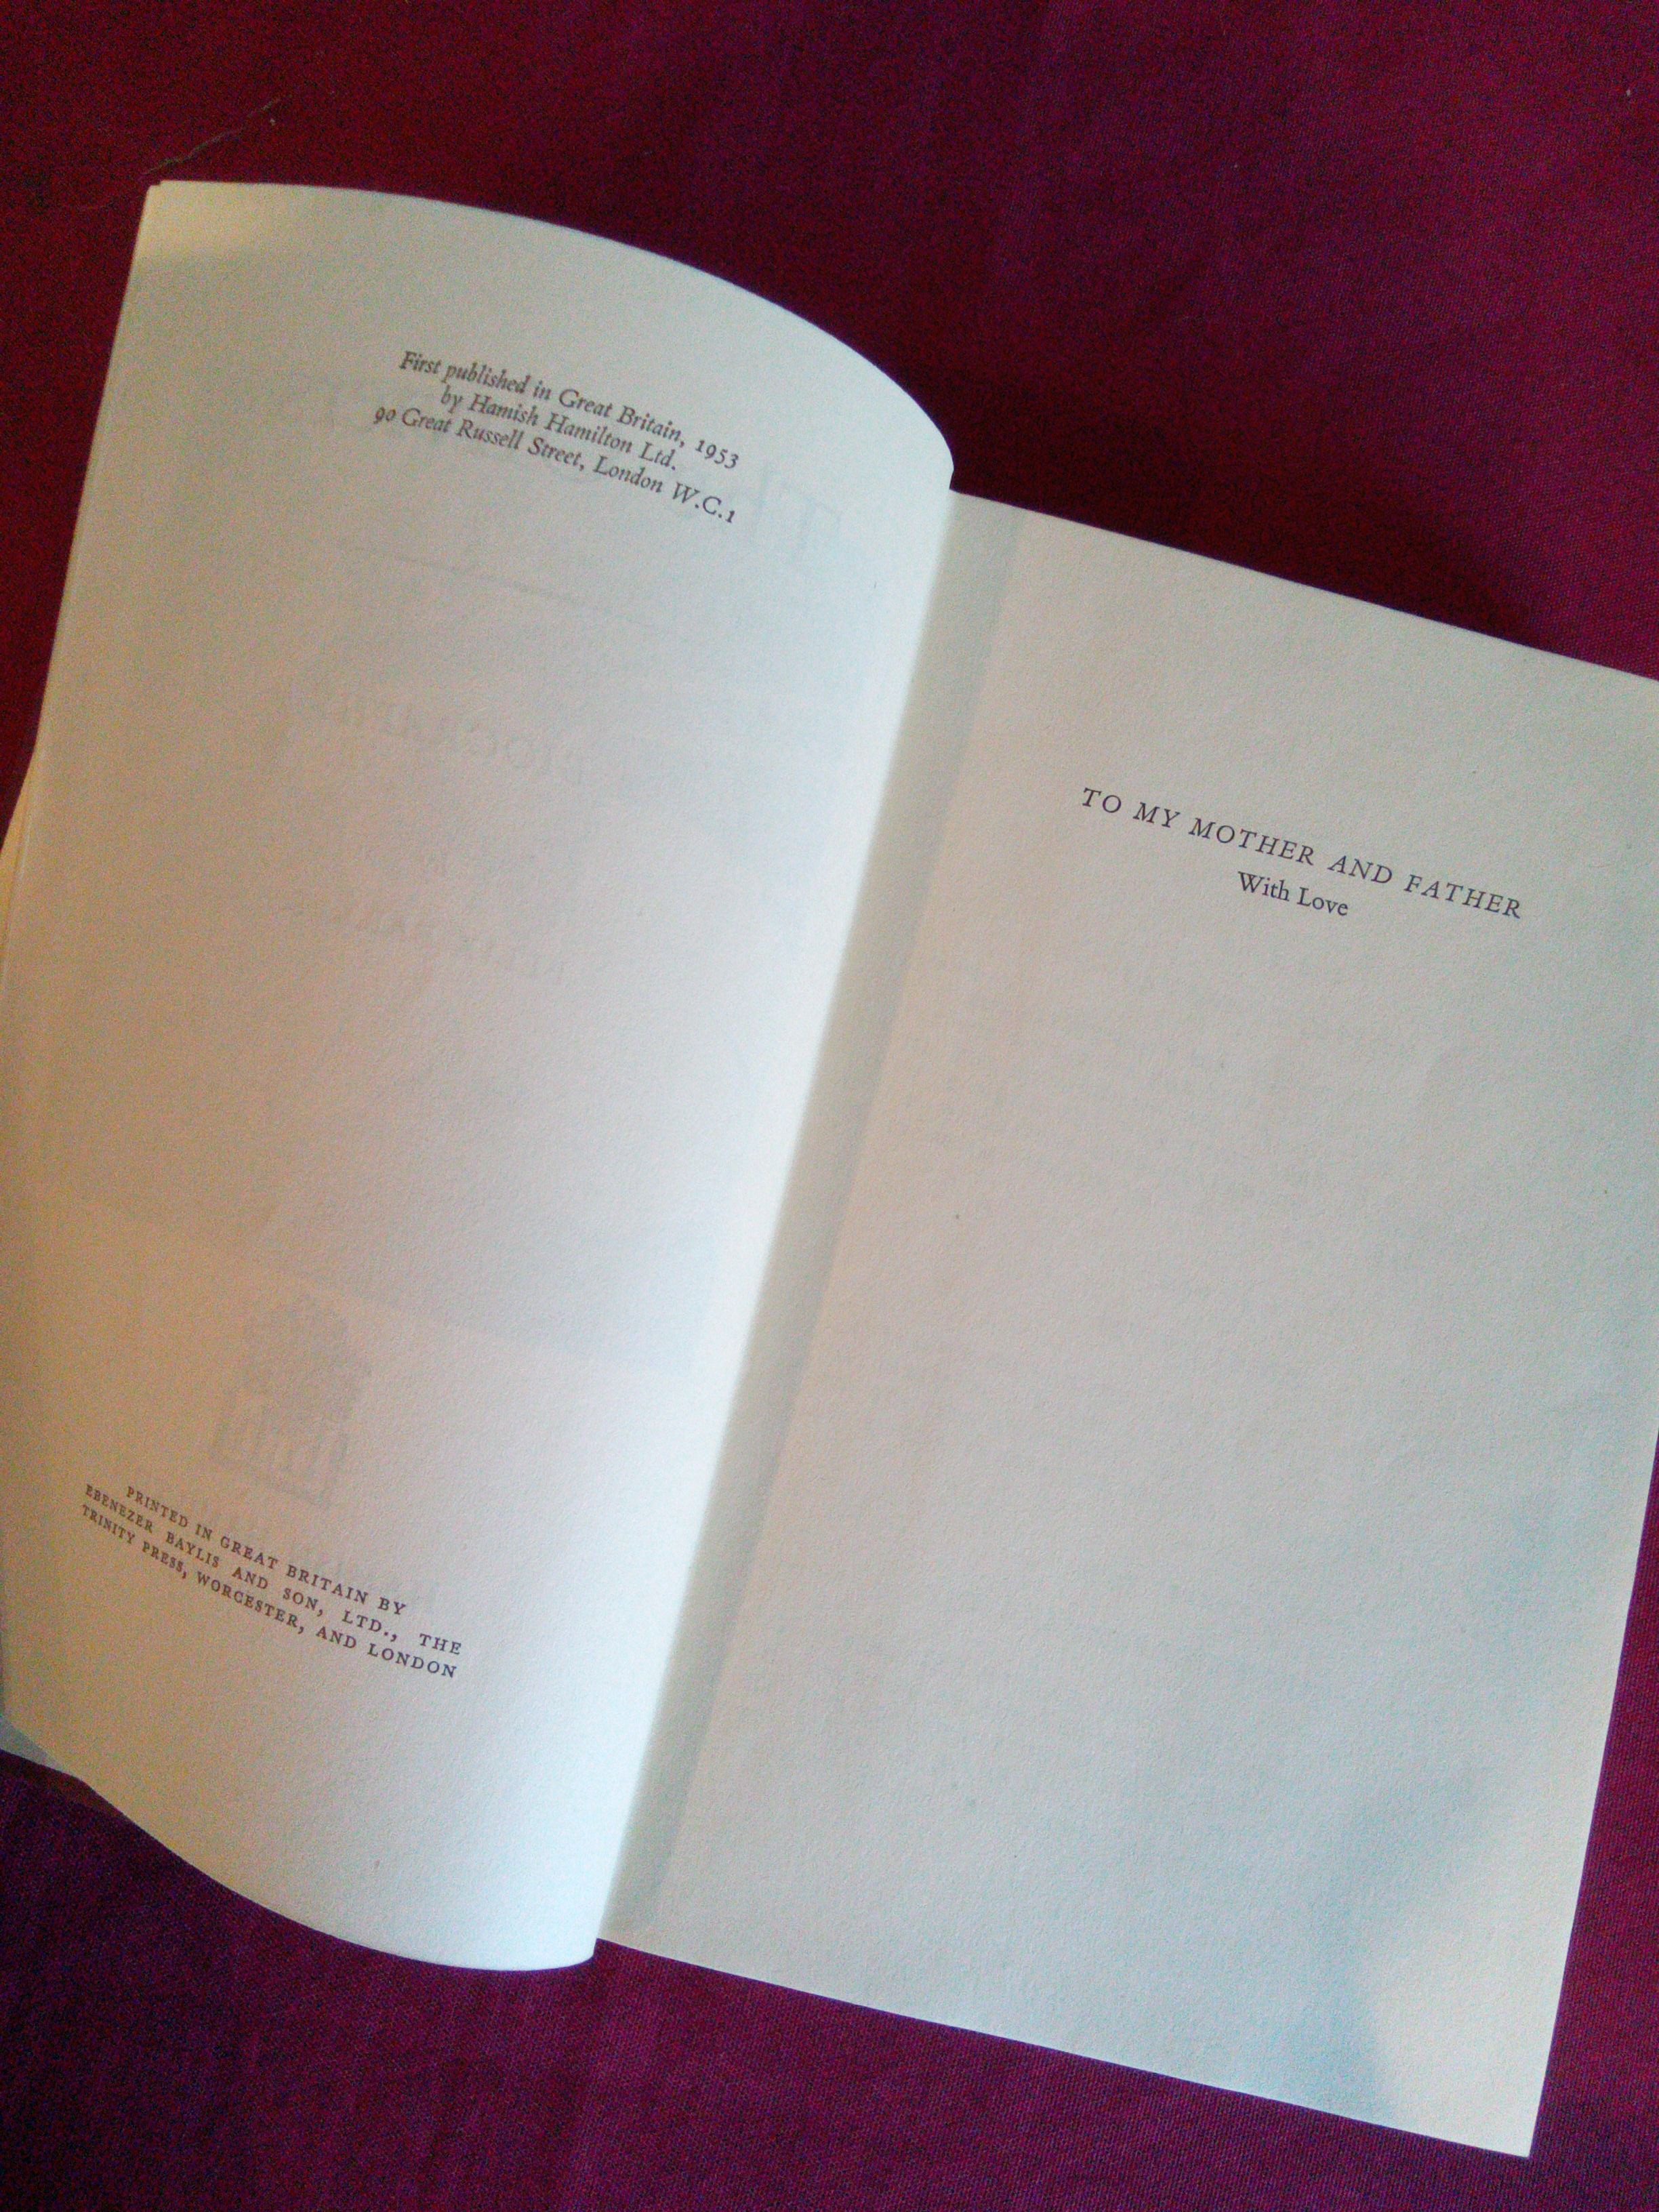 First published in Great Britain, 1953
by Hamish Hamilton Ltd.
90 Great Russell Street, London W.C.1
PRINTED IN GREAT BRITAIN BY
EBENEZER BAYLIS AND SON, LTD., THE
TRINITY PRESS, WORCESTER, AND LONDON
TO MY MOTHER AND FATHER
With Love